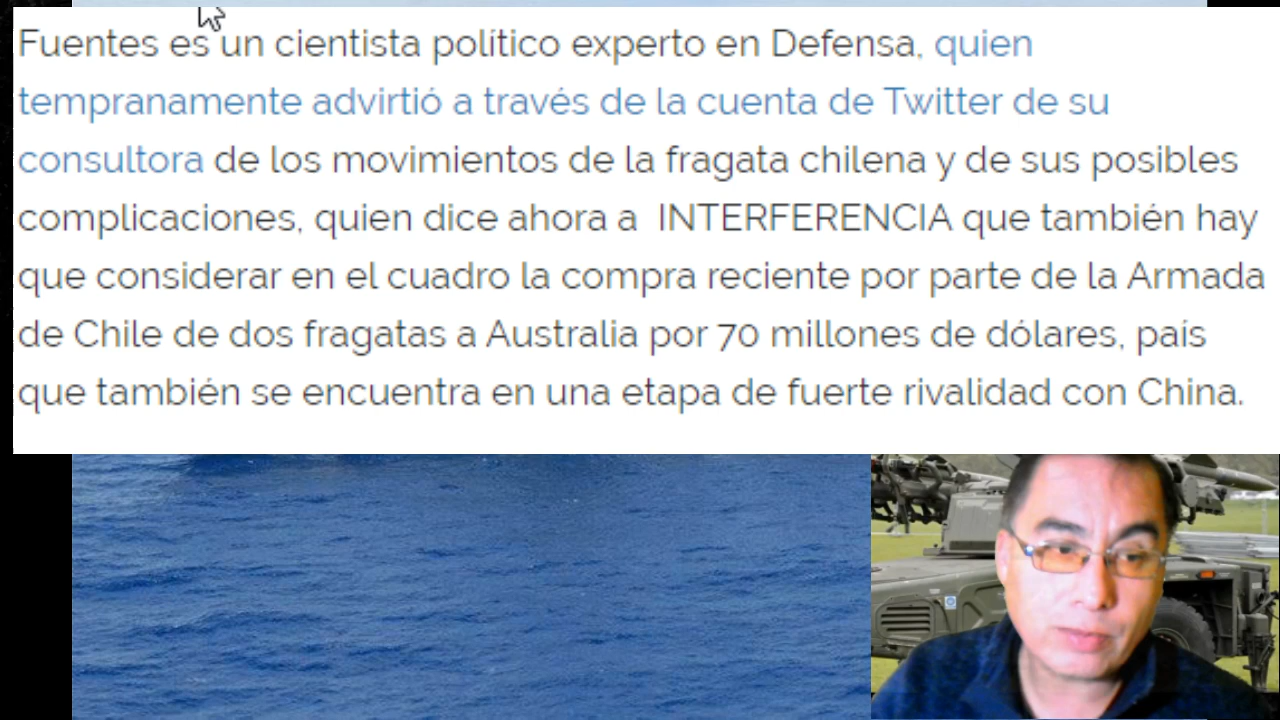 Fuentes es un cientista político experto en Defensa, quien
tempranamente advirtió a través de la cuenta de Twitter de su
consultora de los movimientos de la fragata chilena y de sus posibles
complicaciones, quien dice ahora a INTERFERENCIA que también hay
que considerar en el cuadro la compra reciente por parte de la Armada
de Chile de dos fragatas a Australia por 70 millones de dólares, país
que también se encuentra en una etapa de fuerte rivalidad con China.